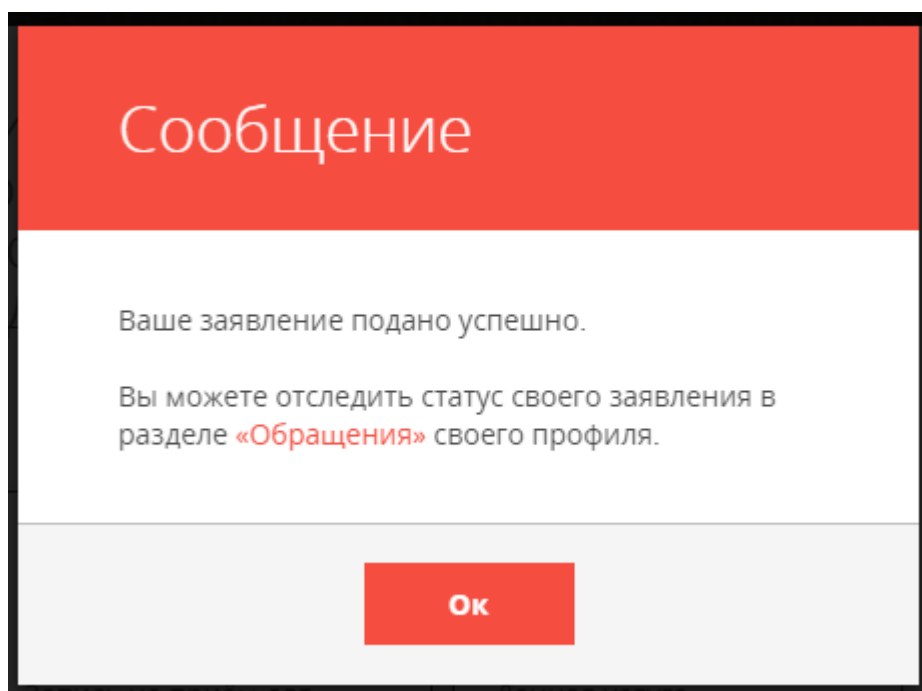 Сообщение
Ваше заявление подано успешно.
Вы можете отследить статус своего заявления в
разделе «Обращения» своего профиля.
Ок